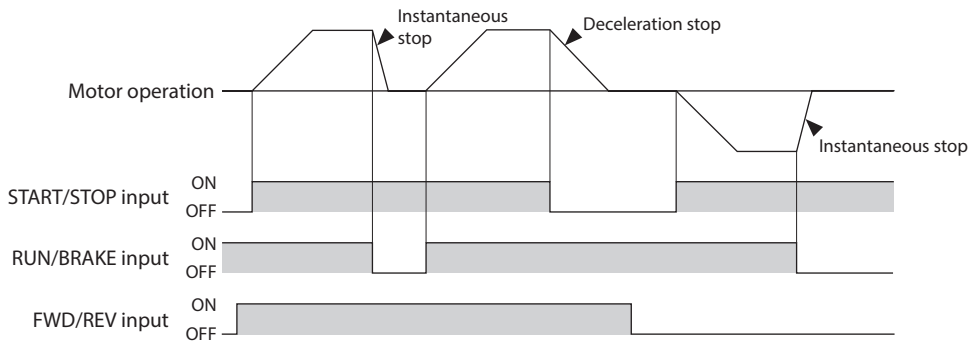 Instantaneous
stop
Deceleration stop
Motor operation
Instantaneous stop
ON
START/STOP input
OFF
ON
RUN/BRAKE input
OFF
ON
FWD/REV input
OFF